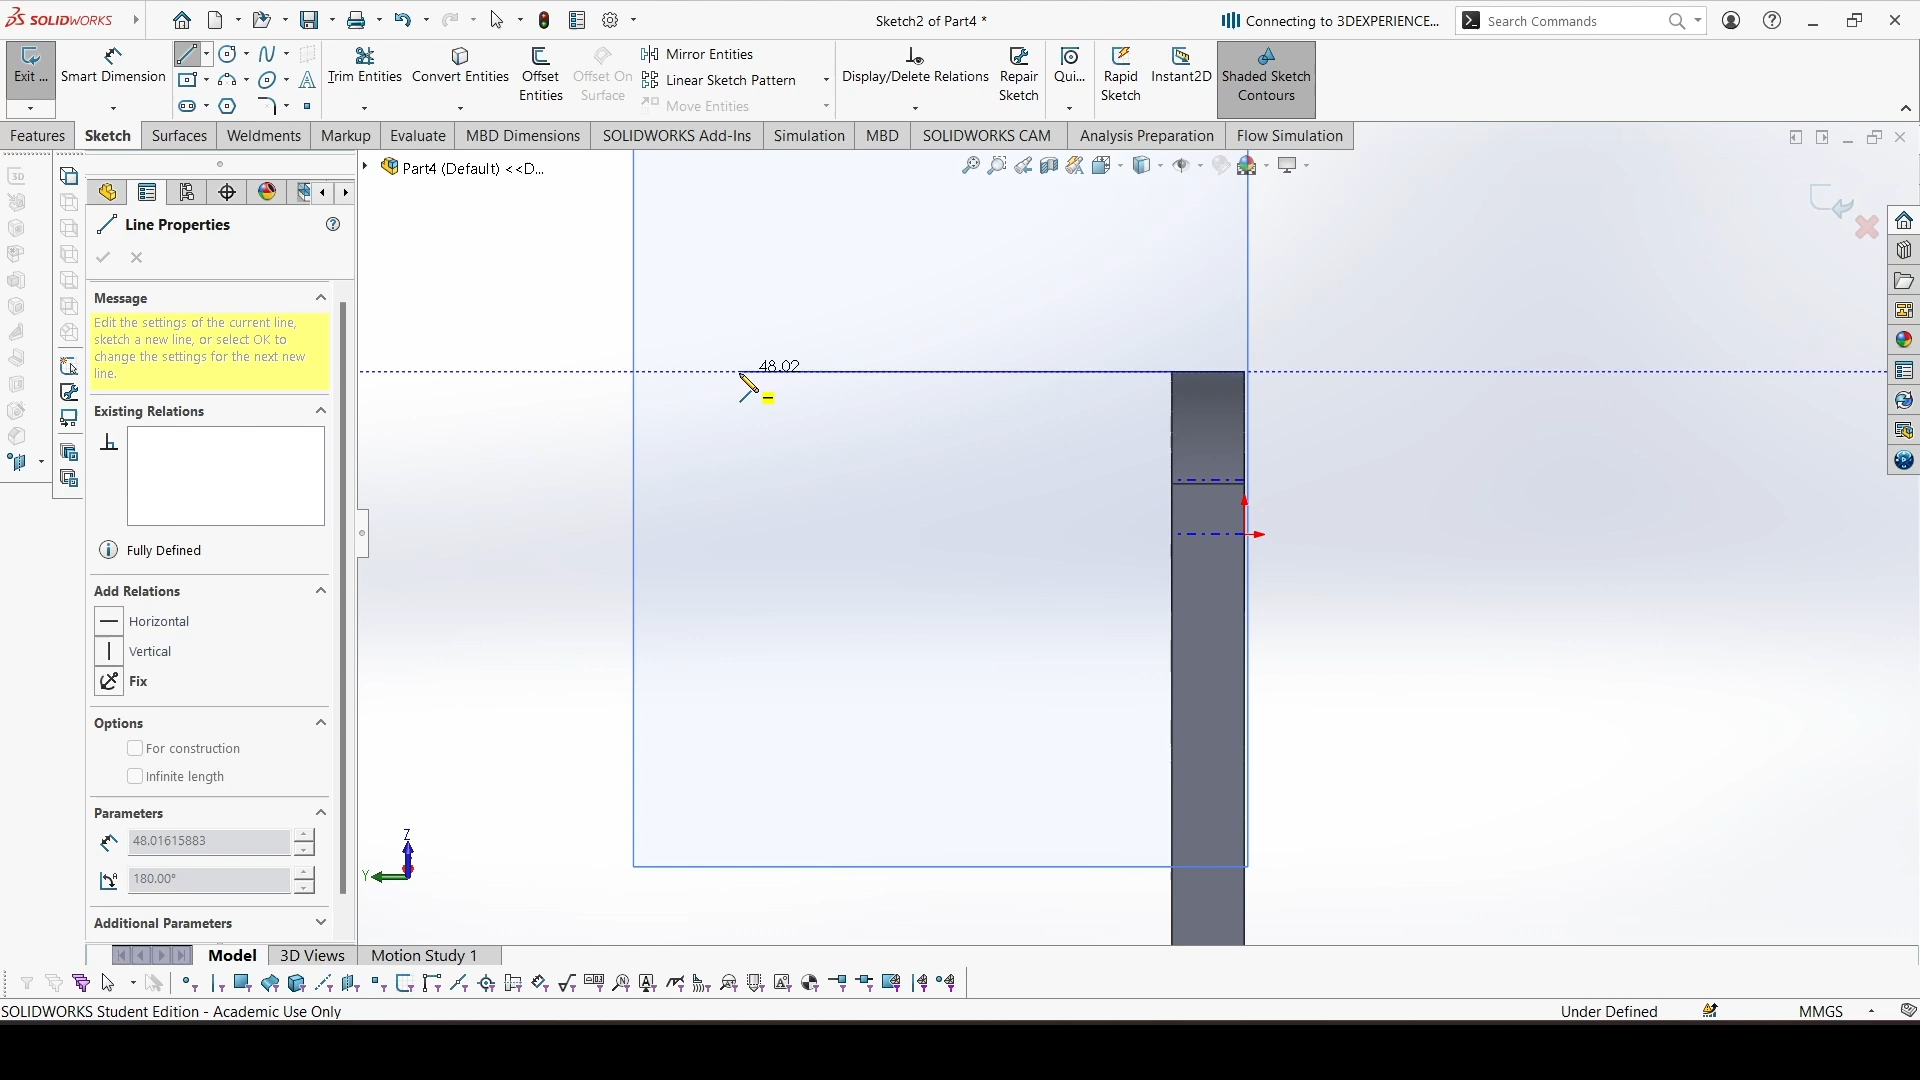 SOLIDWORKS
Sketch2 of Part4 *
Connecting to 3DEXPERIENCE...
Search Commands
Exit ...
Smart Dimension
Trim Entities
Convert Entities
Offset Entities
Offset On Surface
Mirror Entities
Linear Sketch Pattern
Move Entities
Display/Delete Relations
Repair Sketch
Qui...
Rapid Sketch
Instant2D
Shaded Sketch Contours
Features
Sketch
Surfaces
Weldments
Markup
Evaluate
MBD Dimensions
SOLIDWORKS Add-Ins
Simulation
MBD
SOLIDWORKS CAM
Analysis Preparation
Flow Simulation
3D
Part4 (Default) <<D...
Line Properties
Message
Edit the settings of the current line,
sketch a new line, or select OK to
change the settings for the next new
line.
Existing Relations
Fully Defined
Add Relations
Horizontal
Vertical
Fix
Options
For construction
Infinite length
Parameters
48.01615883
180.00°
Additional Parameters
48.02
Z
Y
Model
3D Views
Motion Study 1
SOLIDWORKS Student Edition - Academic Use Only
Under Defined
MMGS